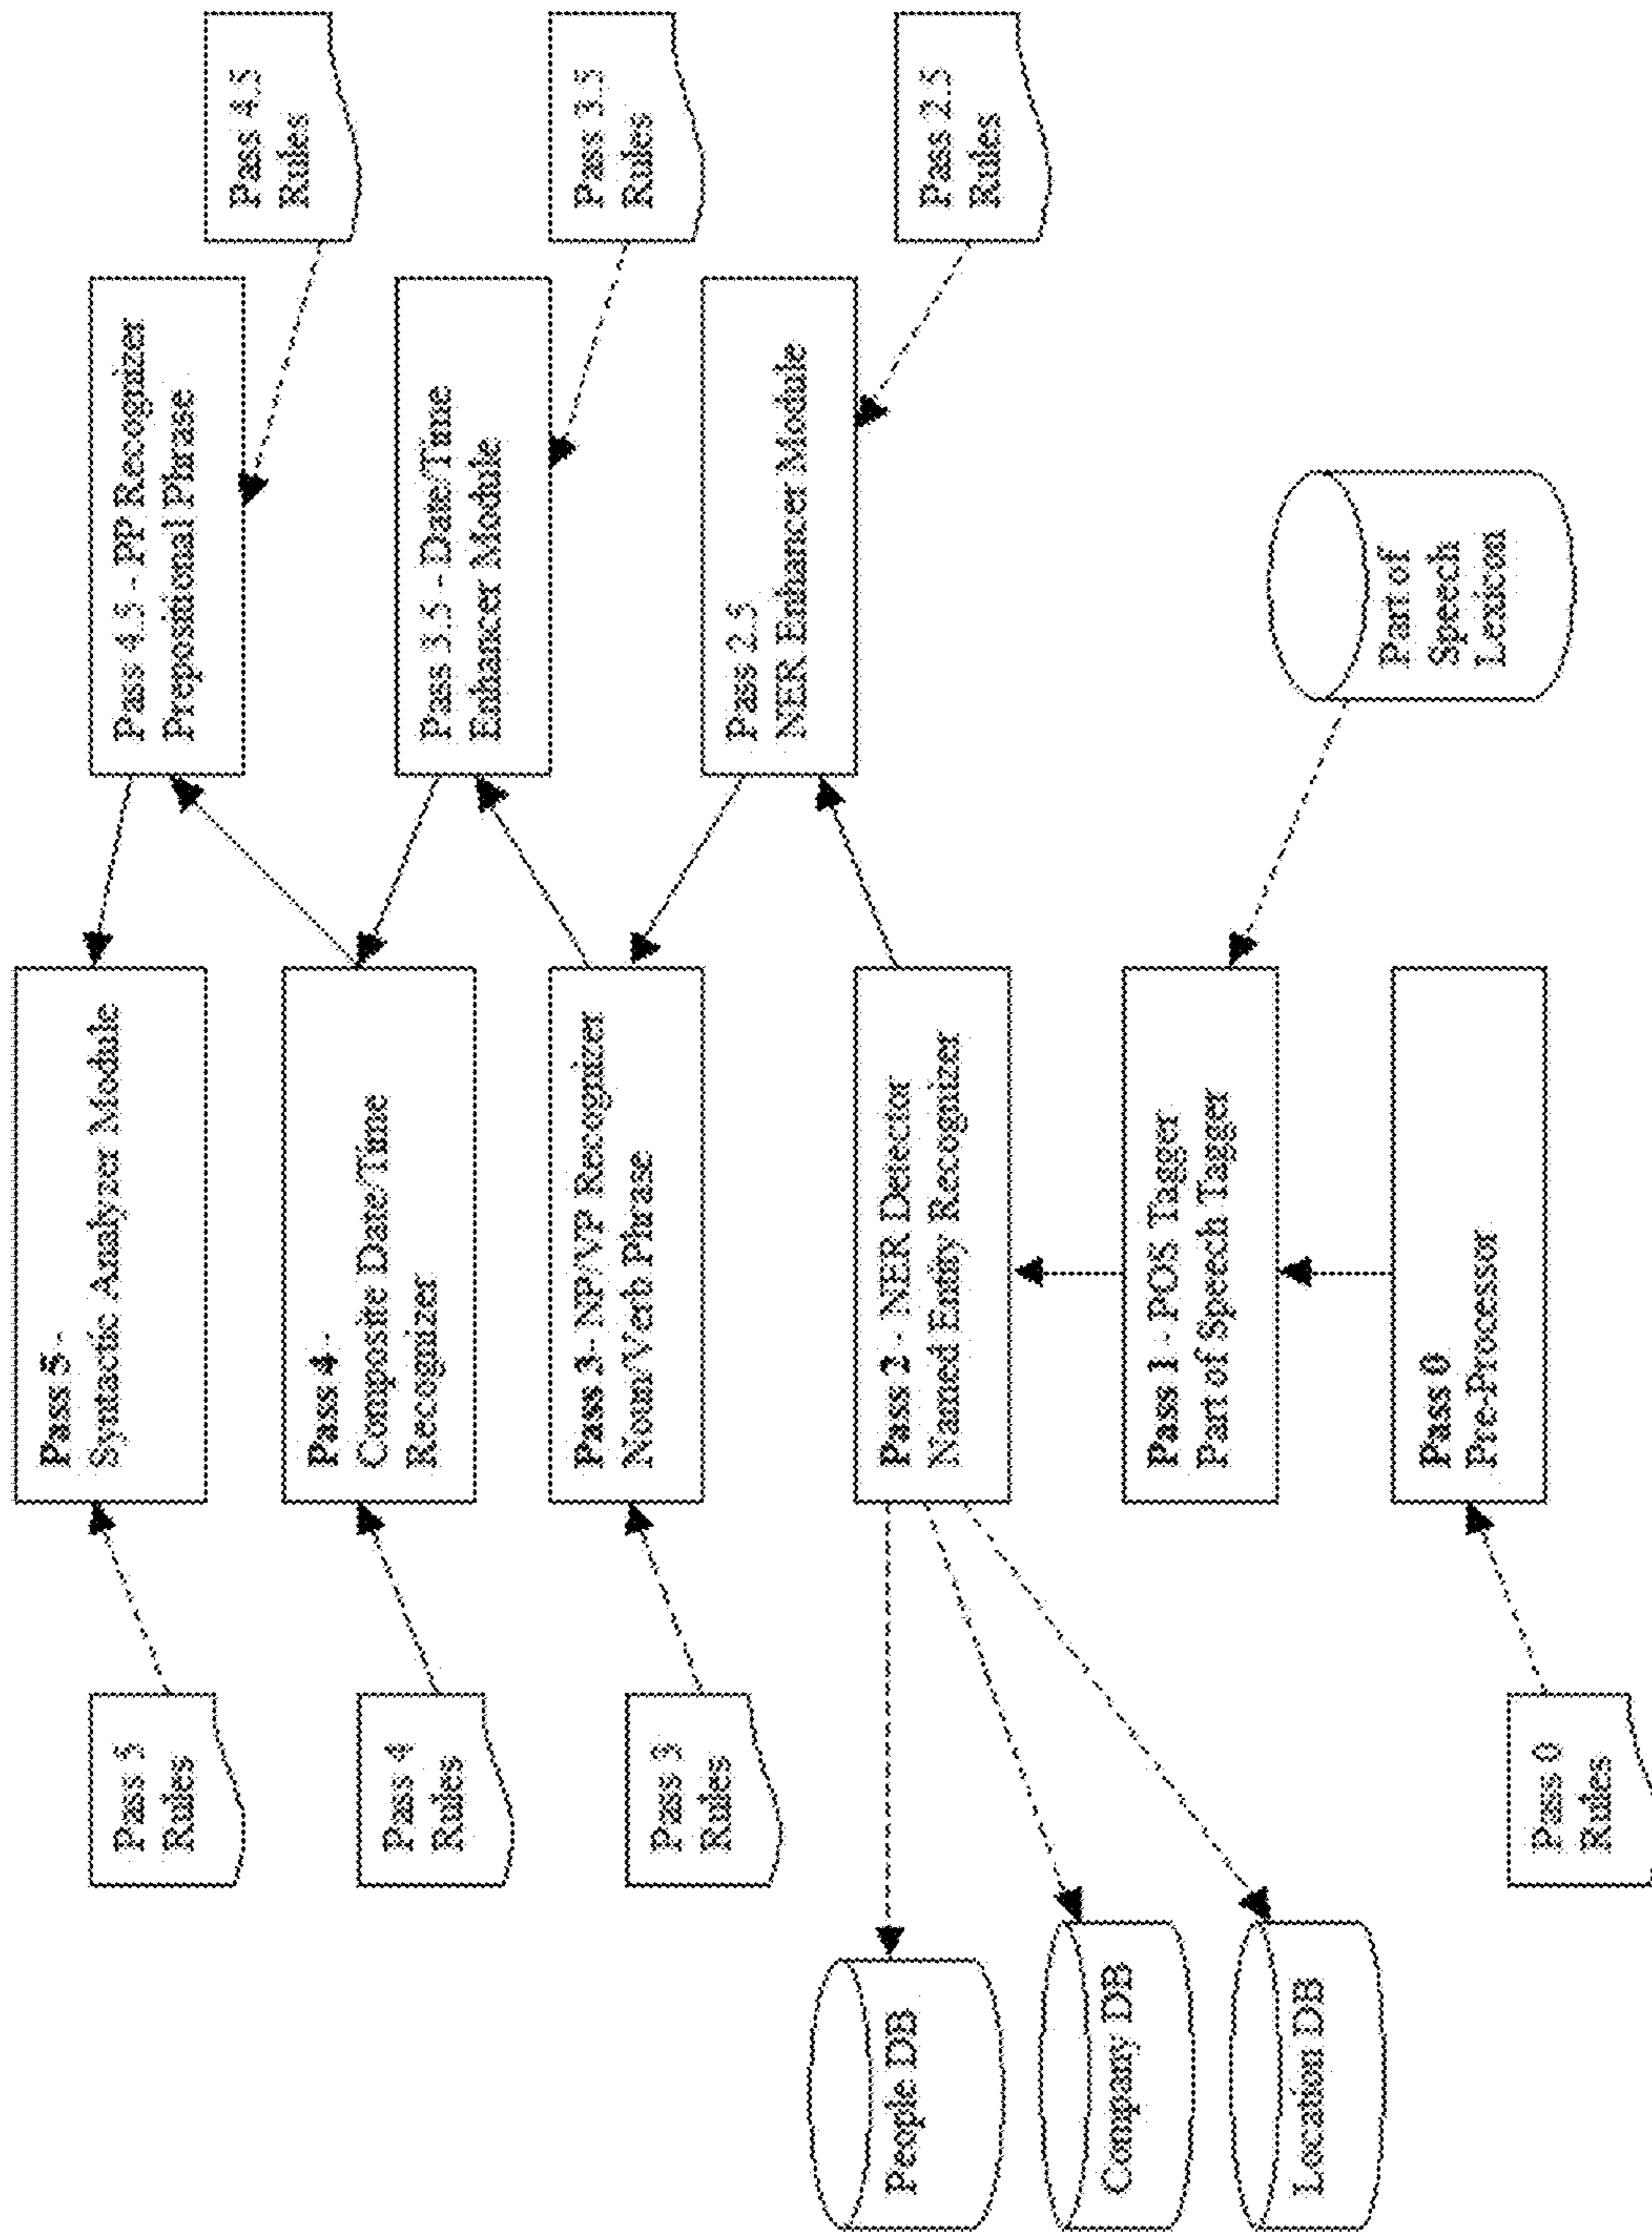 Pass 5 -
Syntactic Analyzer Module
Pass 5
Rules
Pass 4.5 - PP Recognizer
Prepositional Phrase
Pass 4.5
Rules
Pass 4 -
Composite Date/Time
Recognizer
Pass 4
Rules
Pass 3.5 - Date/Time
Enhancer Module
Pass 3.5
Rules
Pass 3 - NP/VP Recognizer
Noun/Verb Phrase
Pass 3
Rules
Pass 2.5
NER Enhancer Module
Pass 2.5
Rules
Pass 2 - NER Detector
Named Entity Recognizer
People DB
Company DB
Location DB
Pass 1 - POS Tagger
Part of Speech Tagger
Part of
Speech
Lexicon
Pass 0
Pre-Processor
Pass 0
Rules